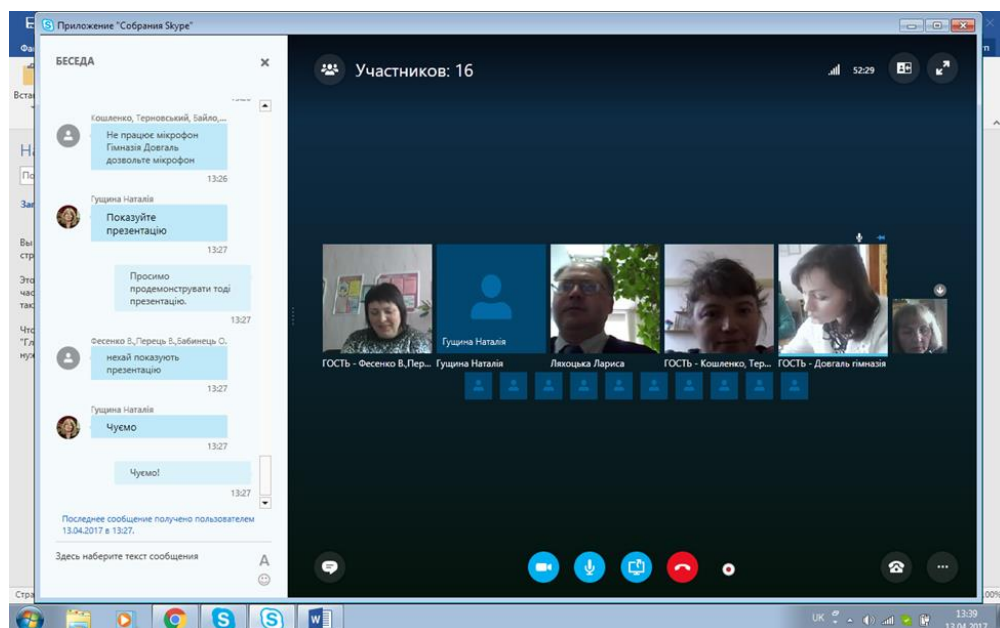 Приложение "Собрания Skype"
БЕСЕДА
Участников: 16
52:29
Кошленко, Терновський, Байло,...
Не працює мікрофон
Гімназія Довгаль
дозвольте мікрофон
13:26
Гущина Наталія
Показуйте
презентацію
13:27
Просимо
продемонструвати тоді
презентацію.
13:27
Фесенко В.,Перець В.,Бабинець О.
нехай показують
презентацію
13:27
Гущина Наталія
Чуємо
13:27
Чуємо!
13:27
Последнее сообщение получено пользователем
13.04.2017 в 13:27.
Здесь наберите текст сообщения
A
Гущина Наталія
ГОСТЬ - Фесенко В.,Пер...
Гущина Наталія
Ляхоцька Лариса
ГОСТЬ - Кошленко, Тер...
ГОСТЬ - Довгаль гімназія
UK
13:39
13.04.2017